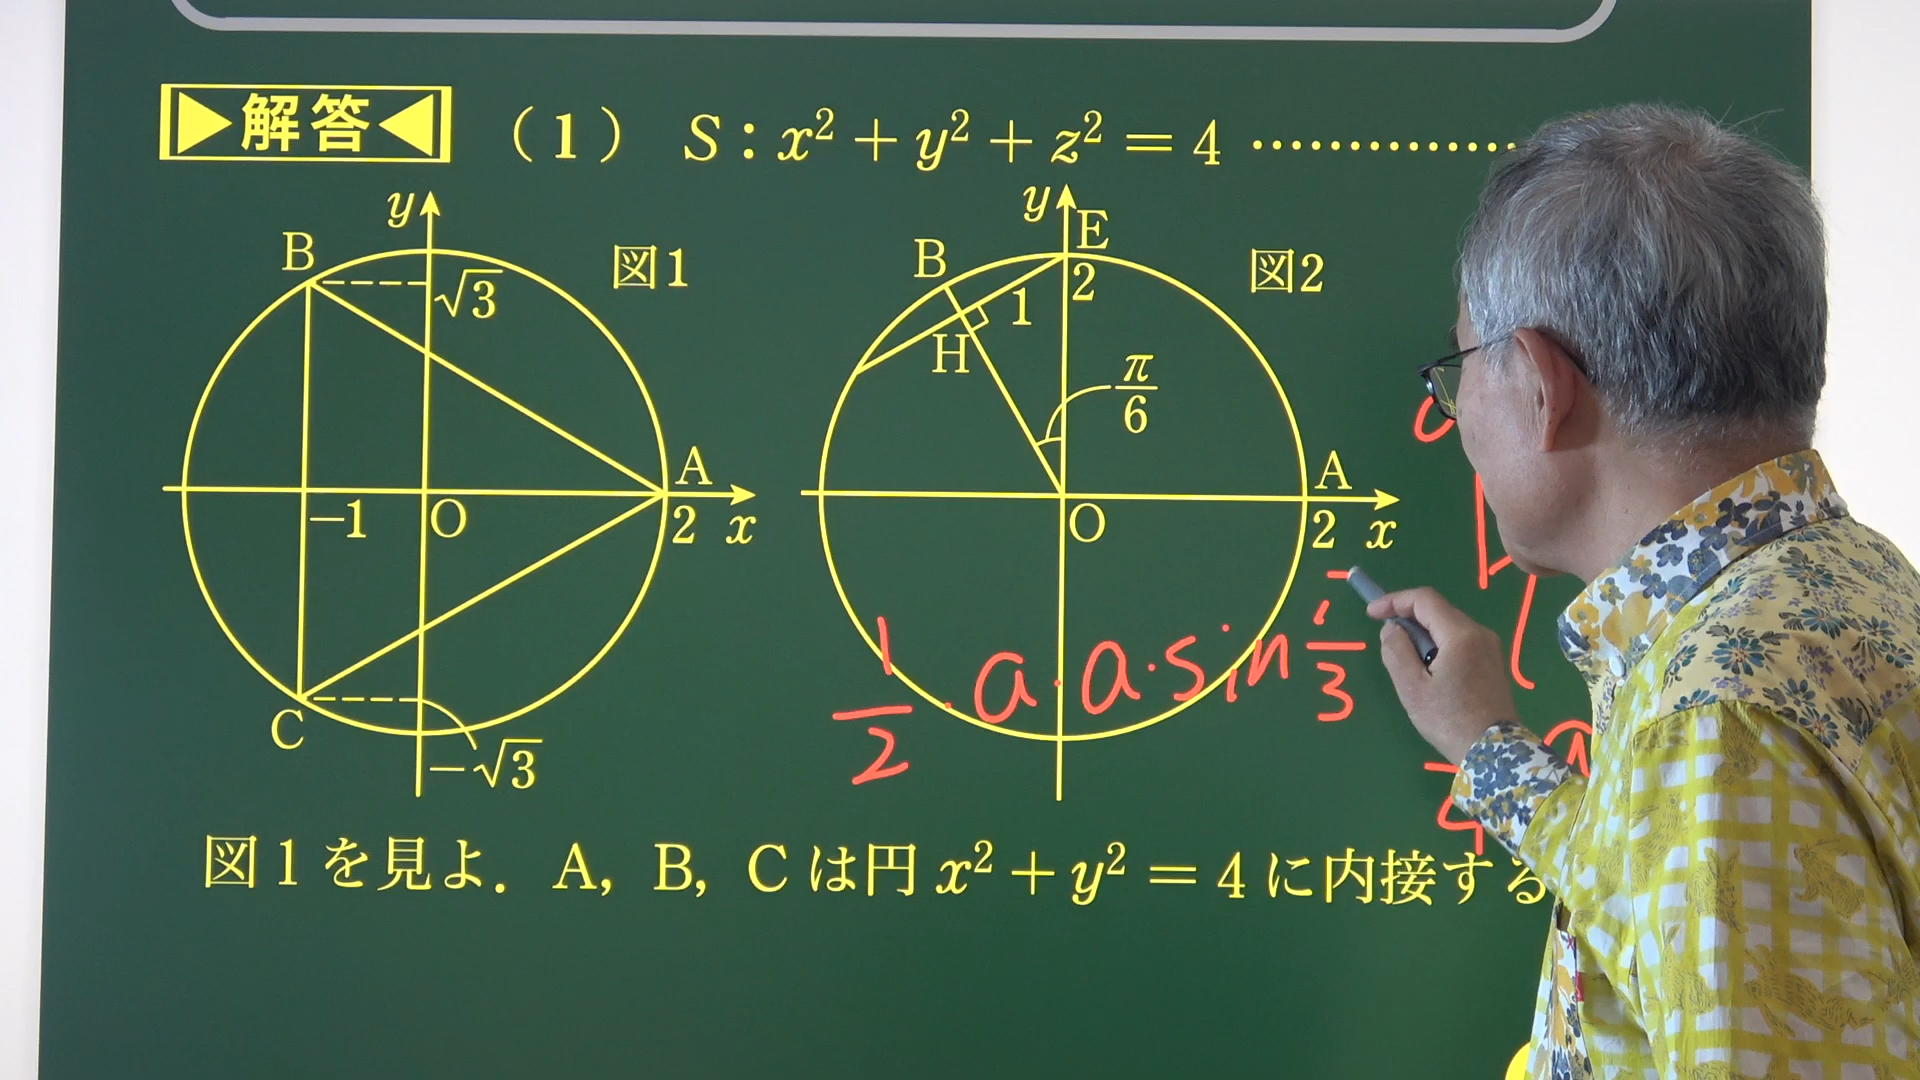 ▶解答◀ (1) S : x² + y² + z² = 4 ……………
y
B
√3
図1
A
−1
O
2
x
C
−√3
y
E
B
2
図2
1
H
π/6
A
O
2
x
1/2 · a · a · sin π/3
図1を見よ．A, B, C は円 x² + y² = 4 に内接する